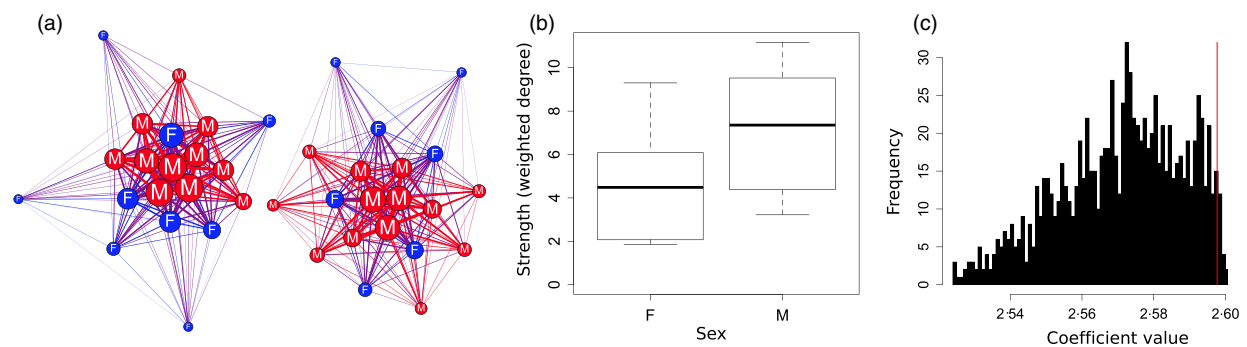 (a)
F
M
F
M
M
F
M
M
M
M
M
M
M
F
F
M
F
F
F
F
F
F
F
M
F
M
M
M
F
M
M
M
M
M
M
F
M
M
F
M
(b)
Strength (weighted degree)
10
8
6
4
2
0
F
M
Sex
(c)
Frequency
30
25
20
15
10
5
0
2·54
2·56
2·58
2·60
Coefficient value